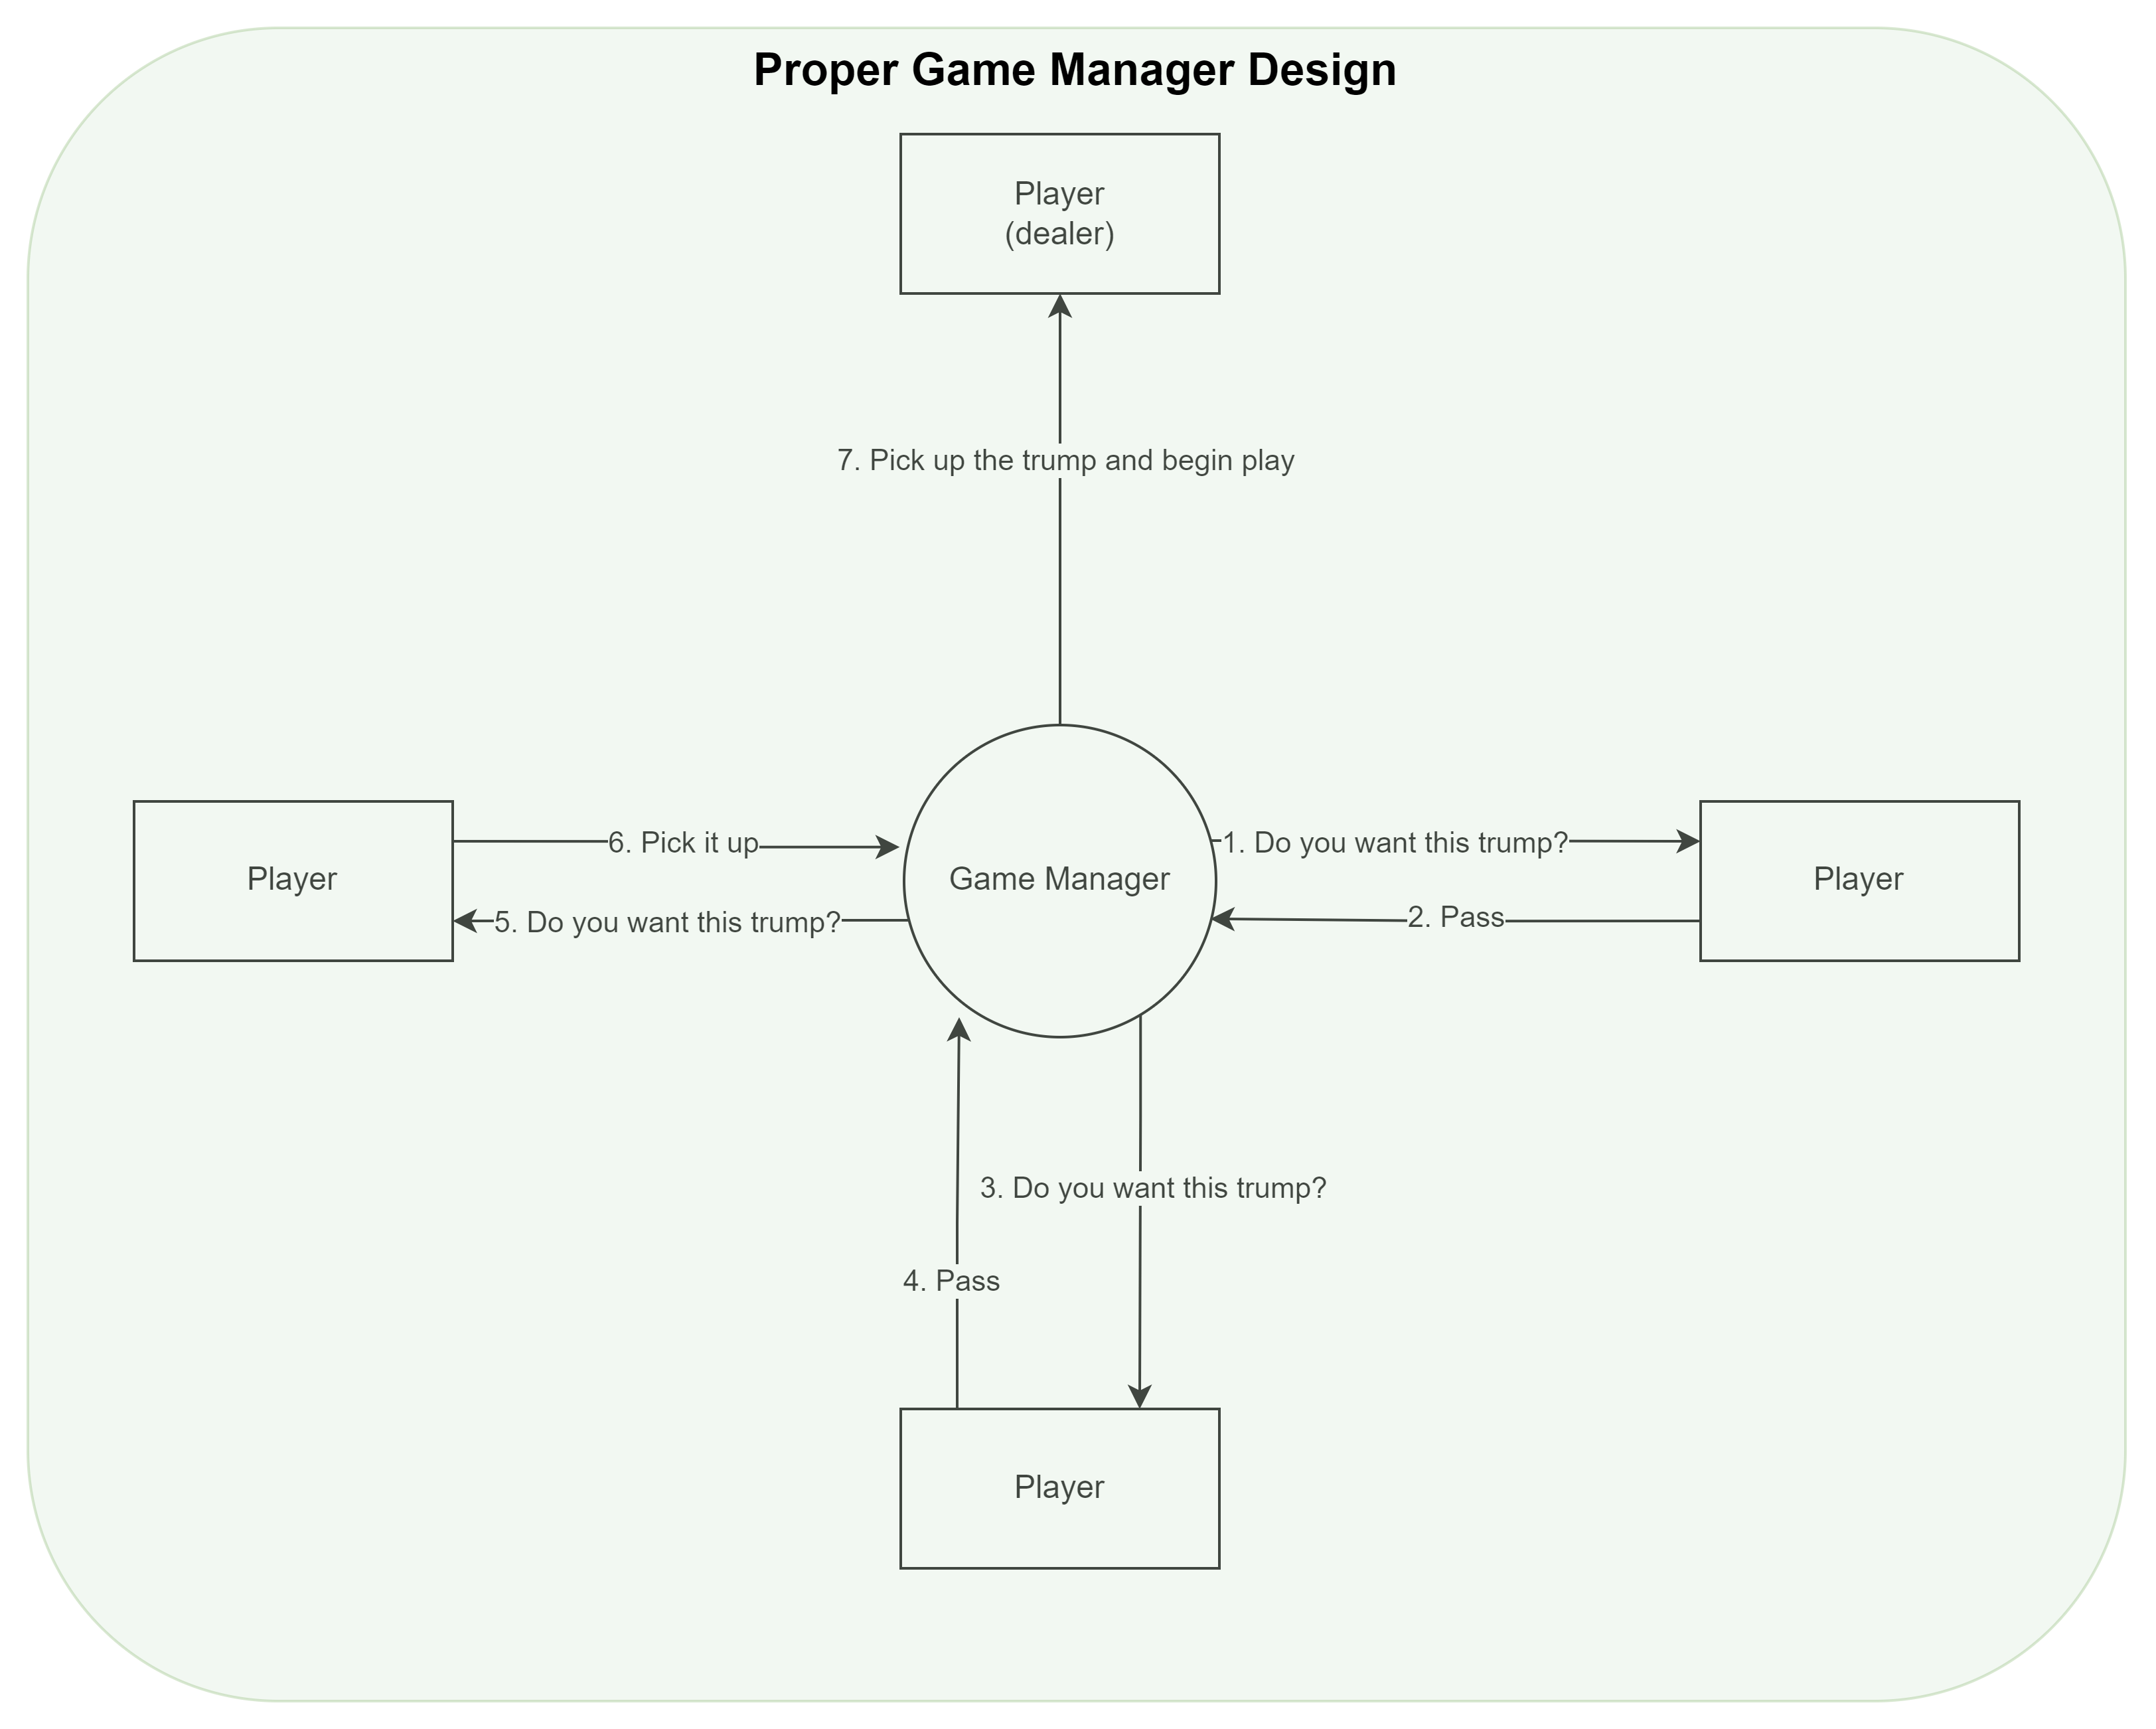 Proper Game Manager Design
Player
(dealer)
7. Pick up the trump and begin play
6. Pick it up
1. Do you want this trump?
Player
Game Manager
Player
5. Do you want this trump?
2. Pass
3. Do you want this trump?
4. Pass
Player